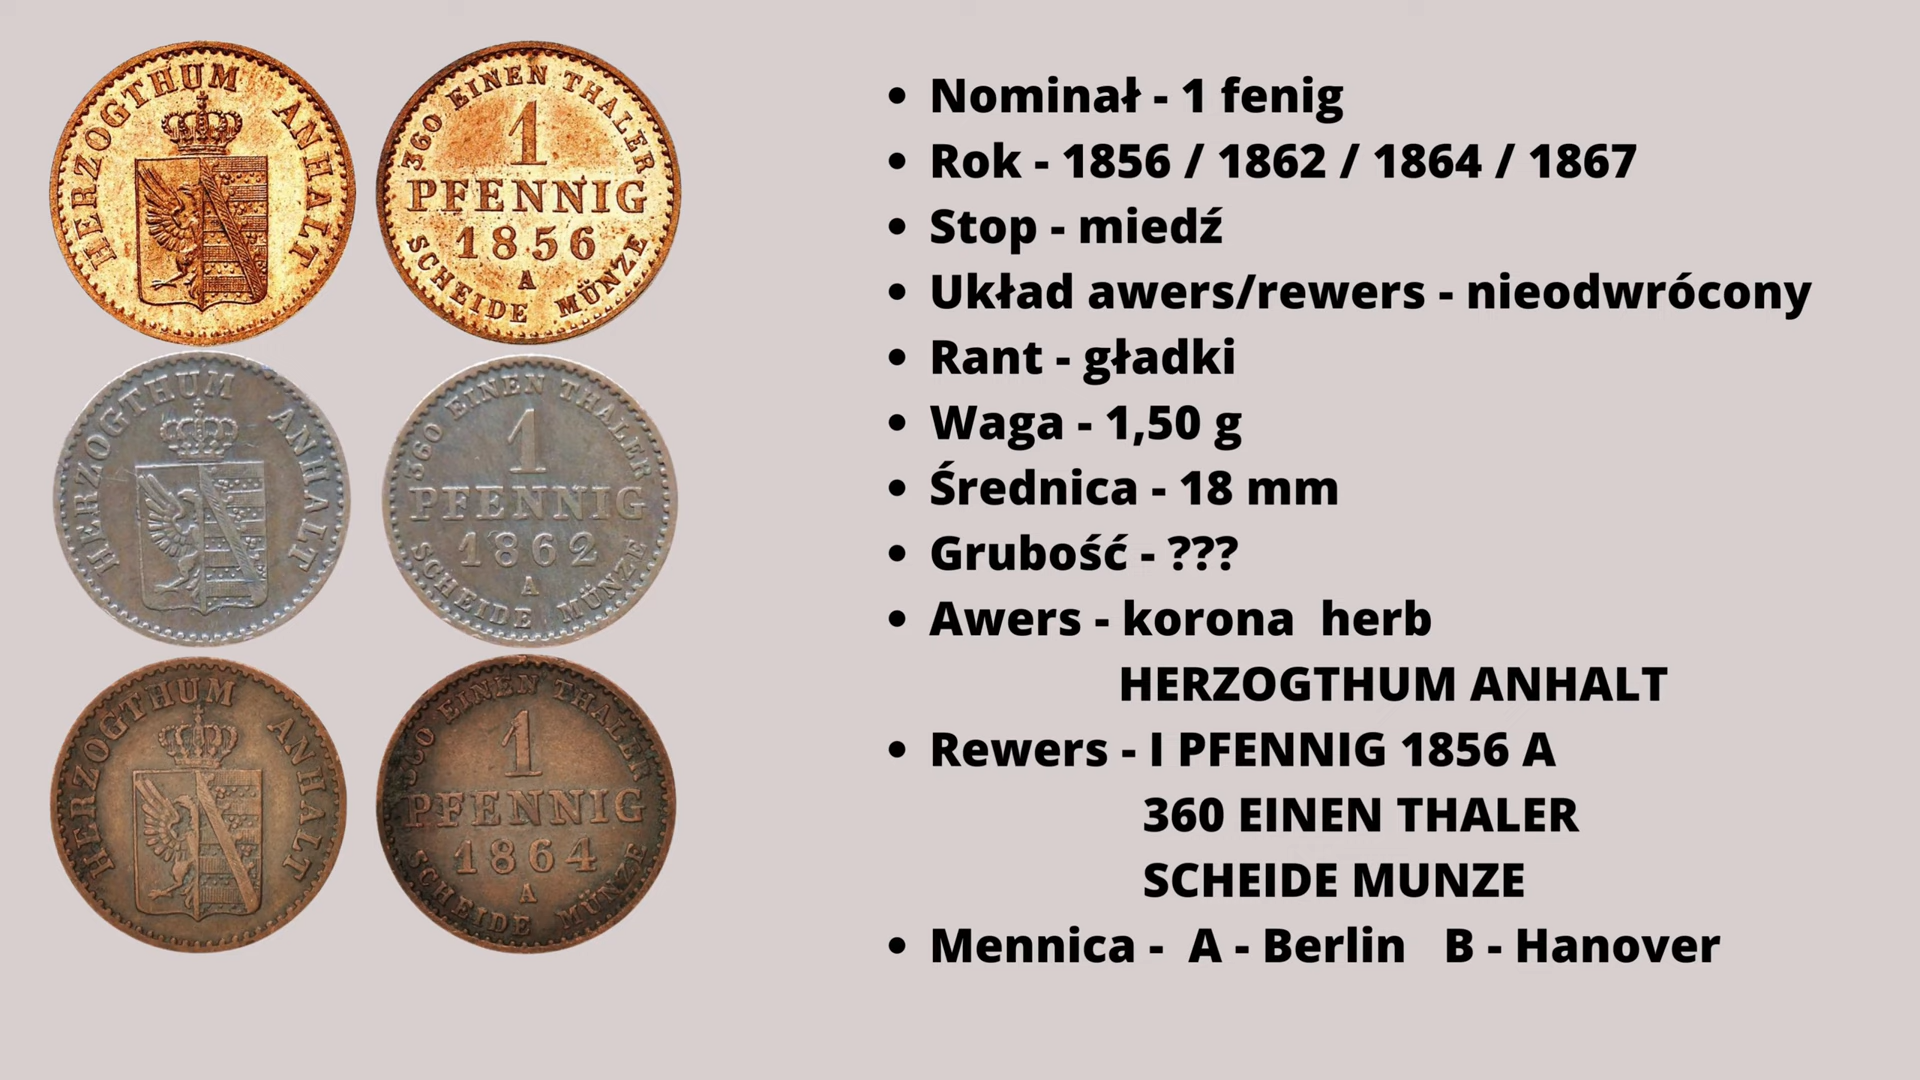 HERZOGTHUM ANHALT
360 EINEN THALER
1
PFENNIG
1856
A
SCHEIDE MÜNZE
HERZOGTHUM ANHALT
360 EINEN THALER
1
PFENNIG
1862
A
SCHEIDE MÜNZE
HERZOGTHUM ANHALT
360 EINEN THALER
1
PFENNIG
1864
A
SCHEIDE MÜNZE
• Nominał - 1 fenig
• Rok - 1856 / 1862 / 1864 / 1867
• Stop - miedź
• Układ awers/rewers - nieodwrócony
• Rant - gładki
• Waga - 1,50 g
• Średnica - 18 mm
• Grubość - ???
• Awers - korona herb
HERZOGTHUM ANHALT
• Rewers - I PFENNIG 1856 A
360 EINEN THALER
SCHEIDE MUNZE
• Mennica - A - Berlin B - Hanover